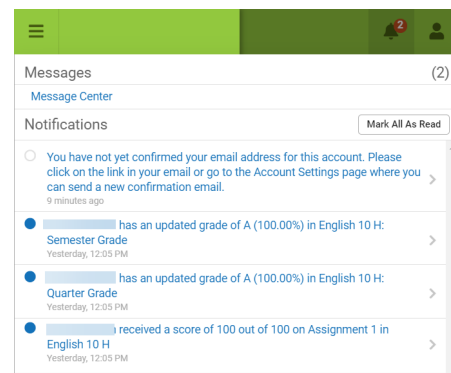 2
Messages (2)
Message Center
Notifications Mark All As Read
You have not yet confirmed your email address for this account. Please
click on the link in your email or go to the Account Settings page where you
can send a new confirmation email.
9 minutes ago
has an updated grade of A (100.00%) in English 10 H:
Semester Grade
Yesterday, 12:05 PM
has an updated grade of A (100.00%) in English 10 H:
Quarter Grade
Yesterday, 12:05 PM
received a score of 100 out of 100 on Assignment 1 in
English 10 H
Yesterday, 12:05 PM